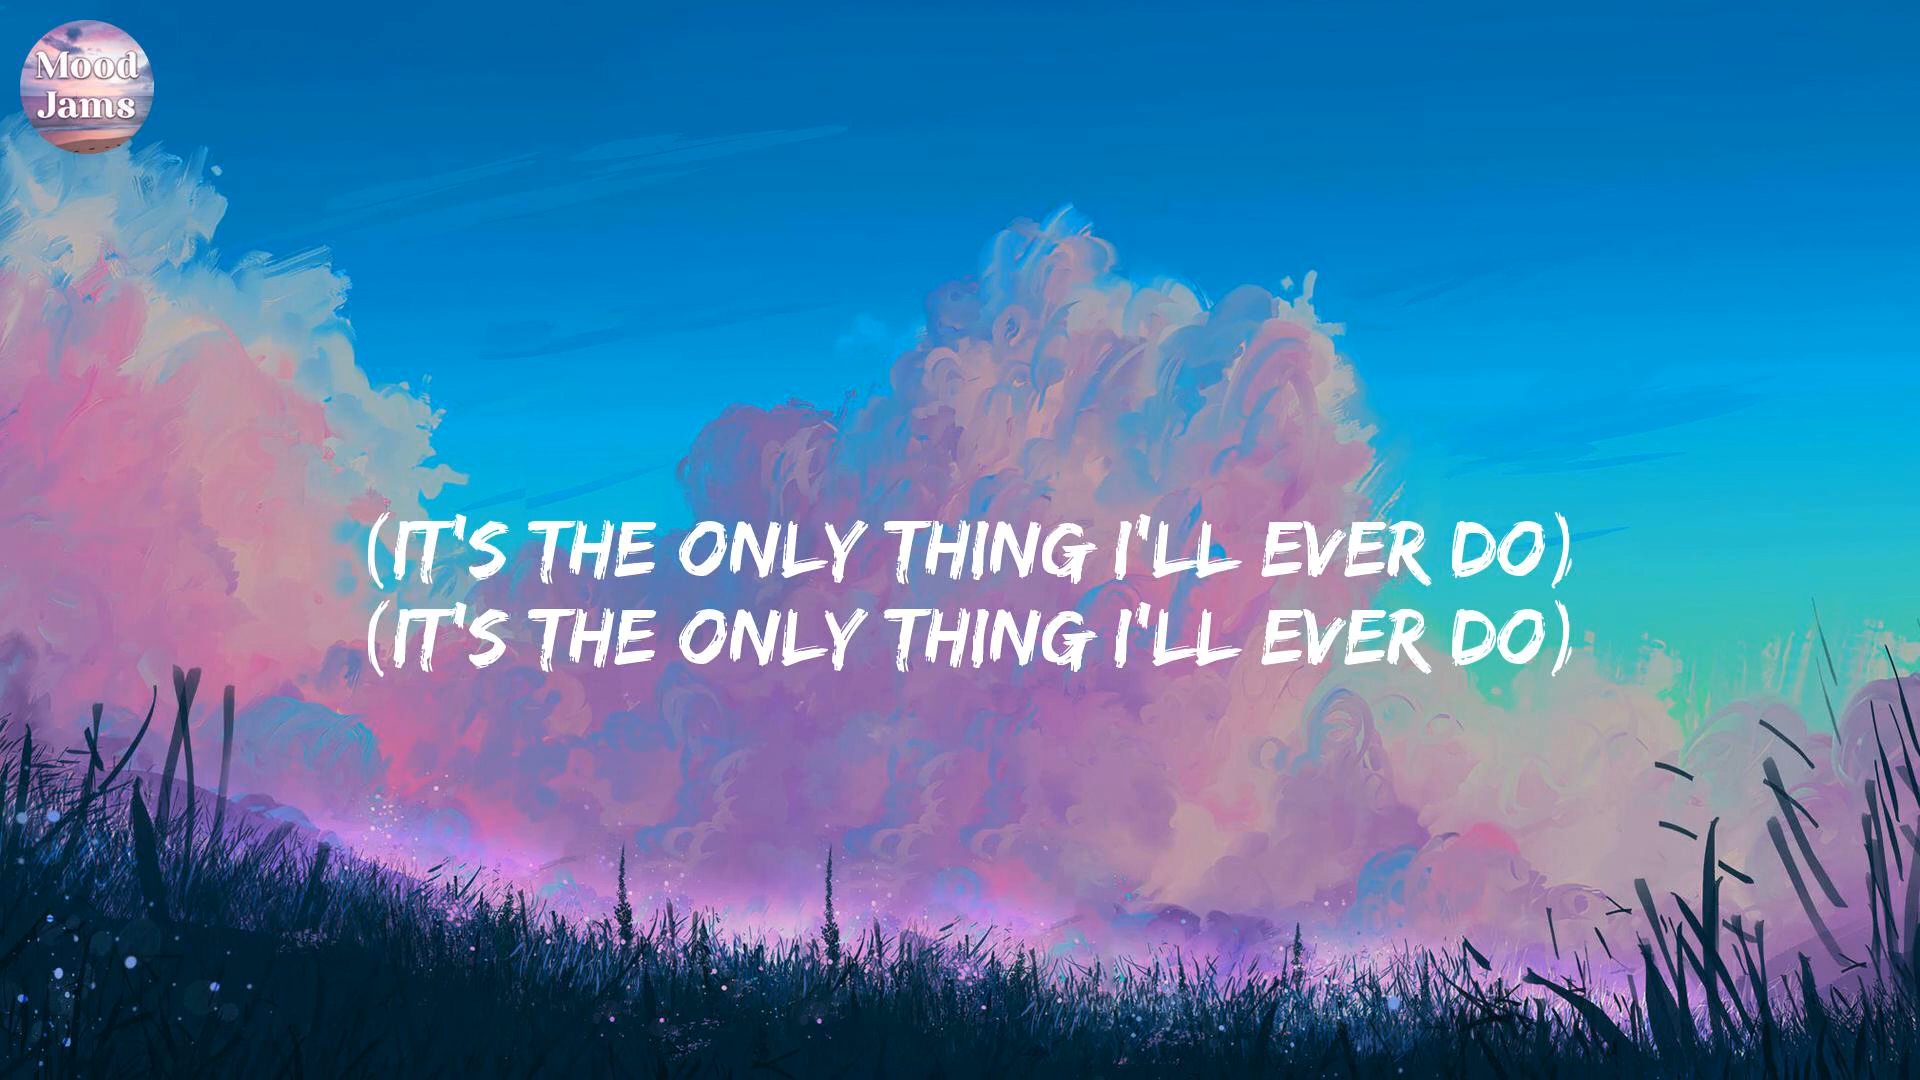 Mood
Jams
(IT'S THE ONLY THING I'LL EVER DO)
(IT'S THE ONLY THING I'LL EVER DO)